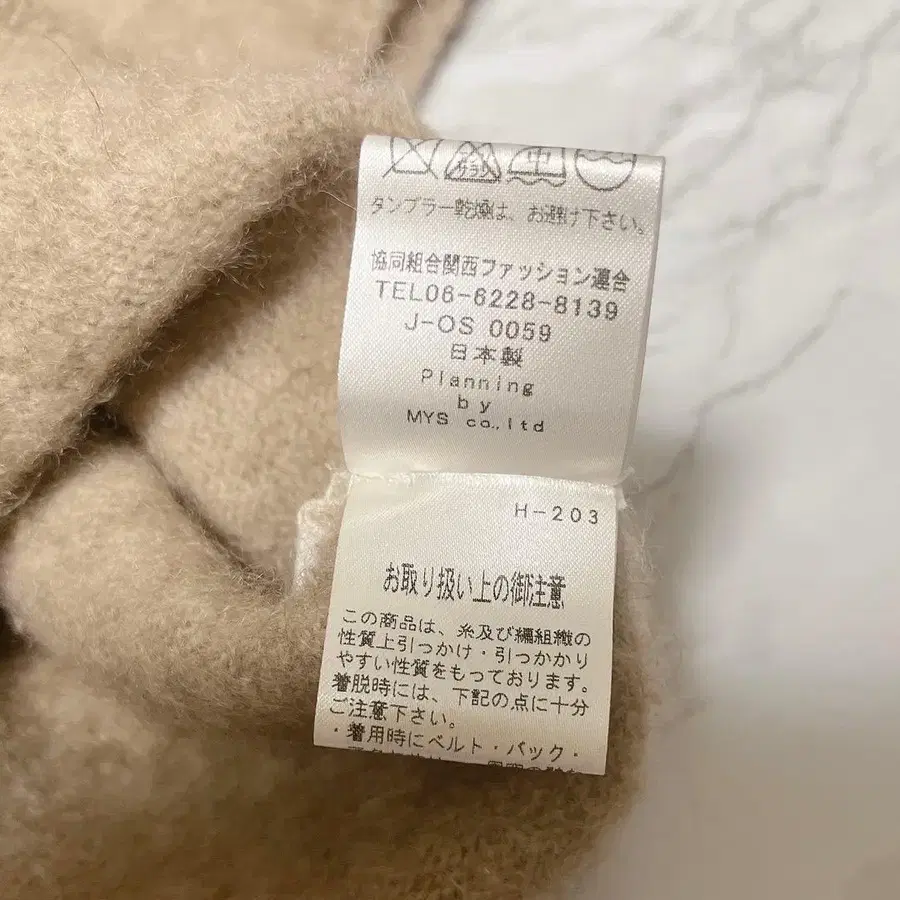 サラシ
中
タンブラー乾燥は、お避け下さい。
協同組合関西ファッション連合
TEL06-6228-8139
J-OS 0059
日本製
Planning
by
MYS co.,ltd
H-203
お取り扱い上の御注意
この商品は、糸及び編組織の
性質上引っつけ・引っかかり
やすい性質をもっております。
着脱時には、下記の点に十分
ご注意下さい。
・着用時にベルト・バック・